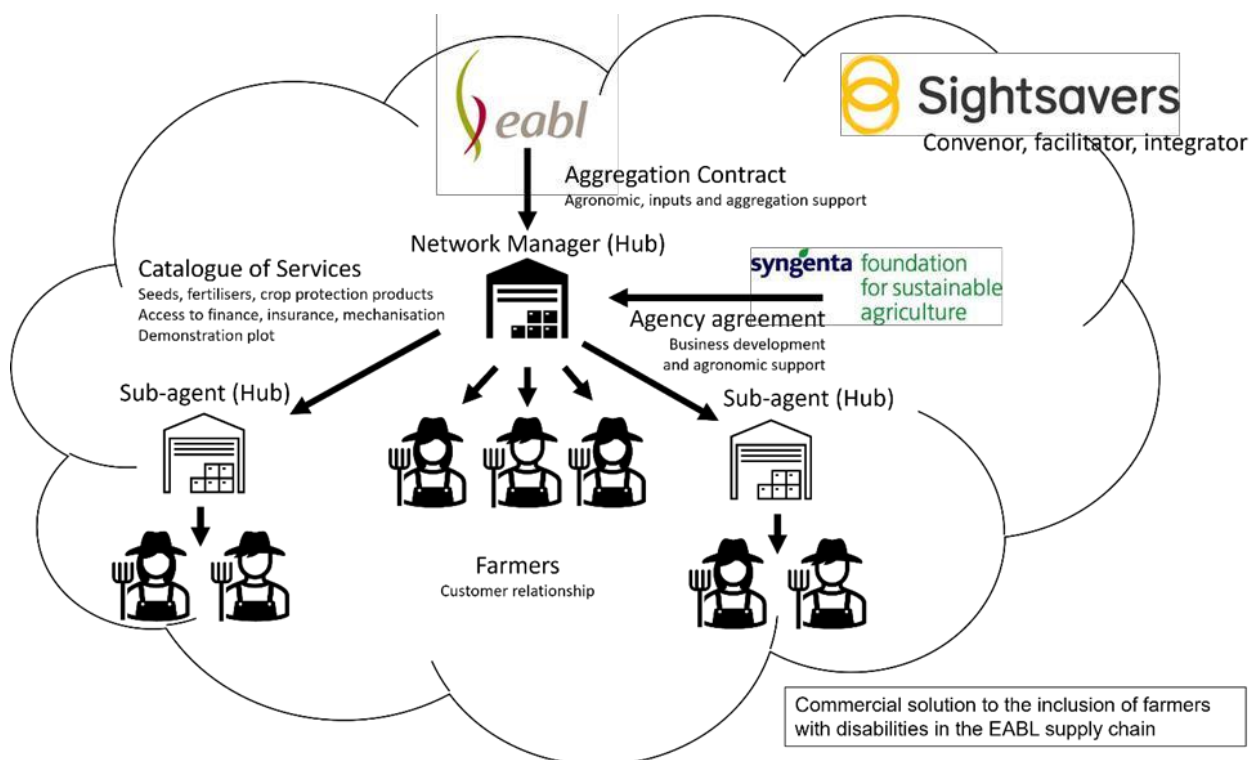 eabl
Sightsavers
Convenor, facilitator, integrator
Aggregation Contract
Agronomic, inputs and aggregation support
Network Manager (Hub)
Catalogue of Services
Seeds, fertilisers, crop protection products
Access to finance, insurance, mechanisation
Demonstration plot
syngenta foundation
for sustainable
agriculture
Agency agreement
Business development
and agronomic support
Sub-agent (Hub)
Sub-agent (Hub)
Farmers
Customer relationship
Commercial solution to the inclusion of farmers
with disabilities in the EABL supply chain